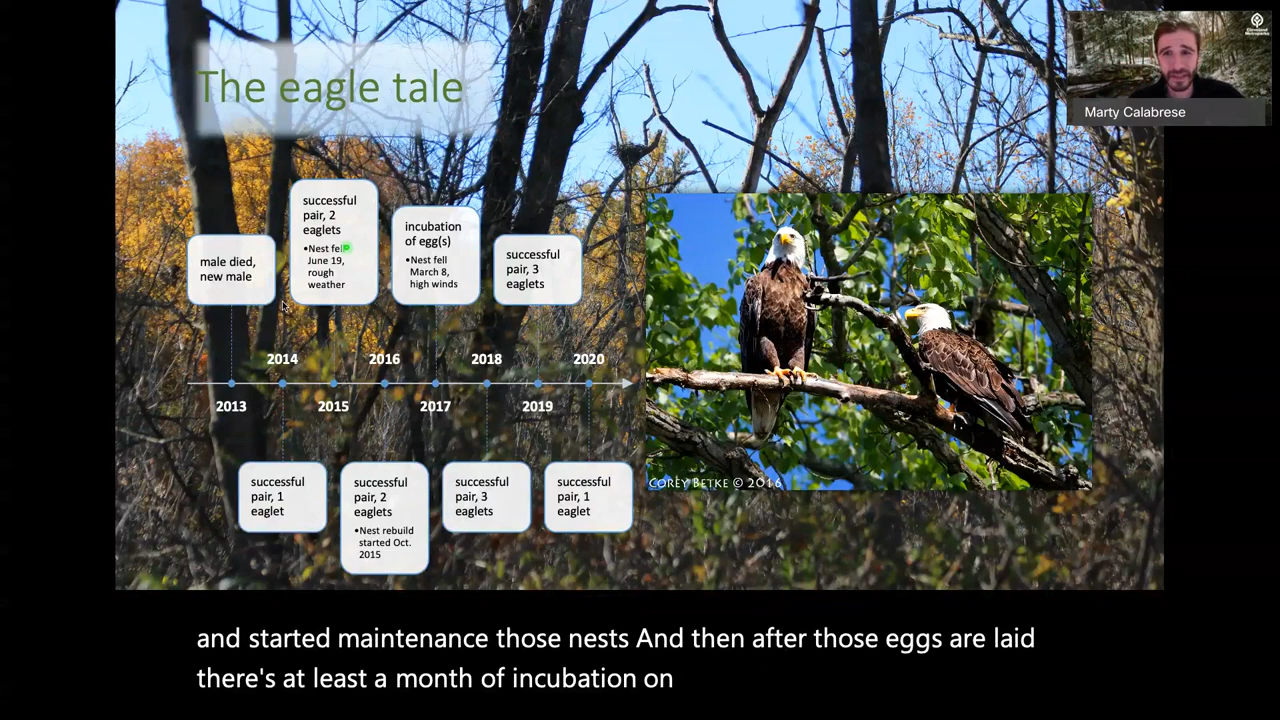 The eagle tale
Marty Calabrese
male died,
new male
successful
pair, 2
eaglets
•Nest fell
June 19,
rough
weather
incubation
of egg(s)
•Nest fell
March 8,
high winds
successful
pair, 3
eaglets
2014
2016
2018
2020
2013
2015
2017
2019
successful
pair, 1
eaglet
successful
pair, 2
eaglets
•Nest rebuild
started Oct.
2015
successful
pair, 3
eaglets
successful
pair, 1
eaglet
COREY BETKE © 2016
and started maintenance those nests And then after those eggs are laid
there's at least a month of incubation on